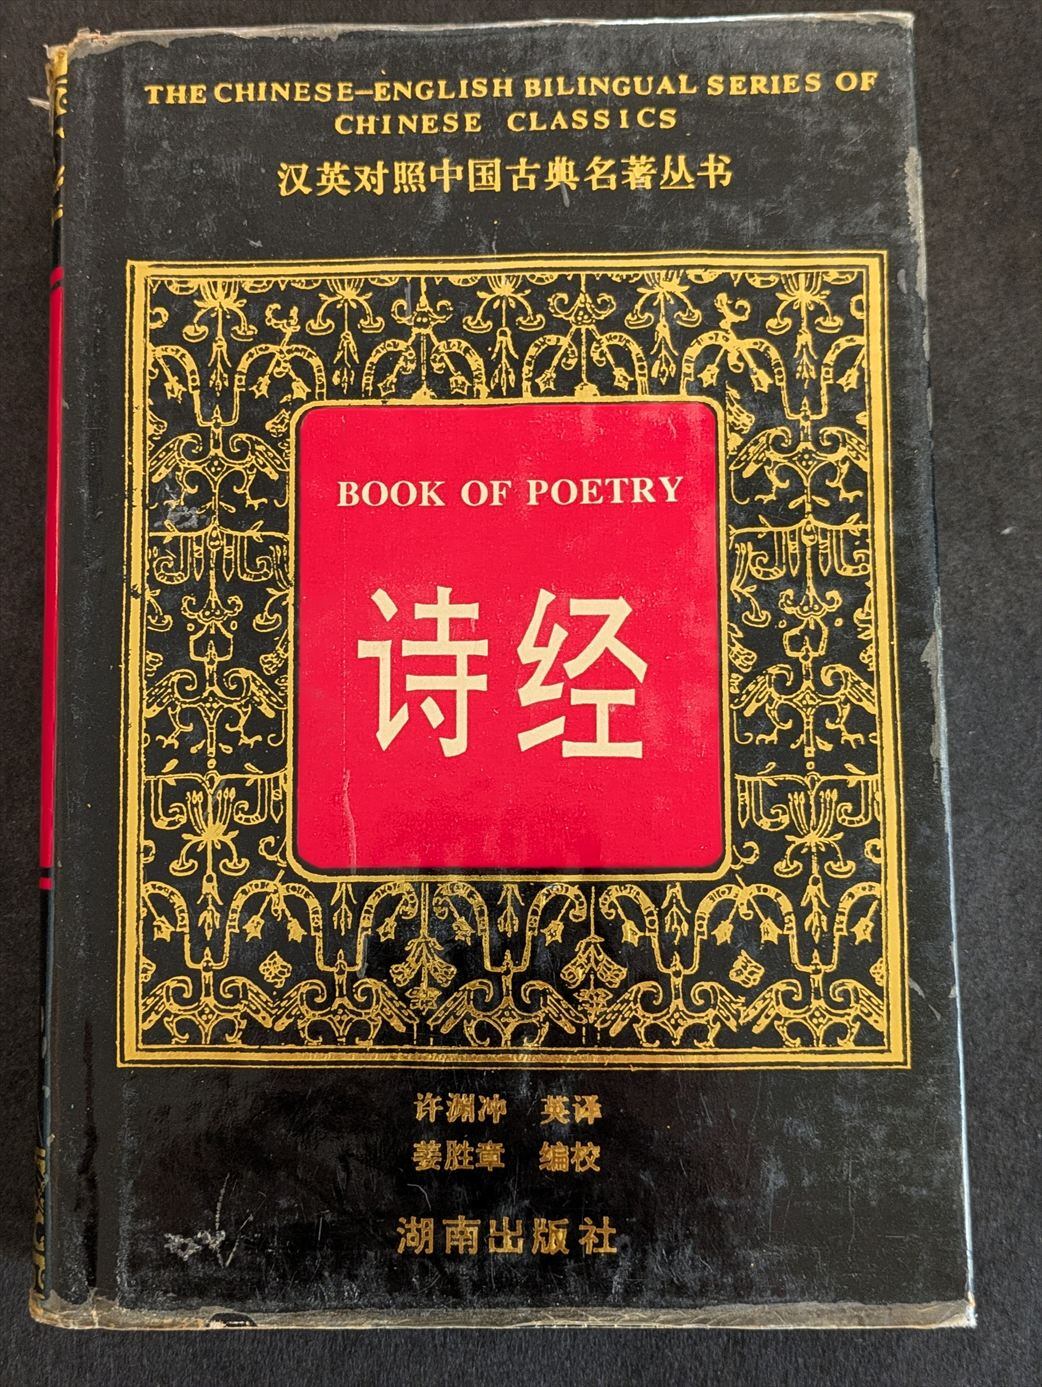 THE CHINESE—ENGLISH BILINGUAL SERIES OF
CHINESE CLASSICS
汉英对照中国古典名著丛书
BOOK OF POETRY
诗经
许渊冲 英译
姜胜章 编校
湖南出版社